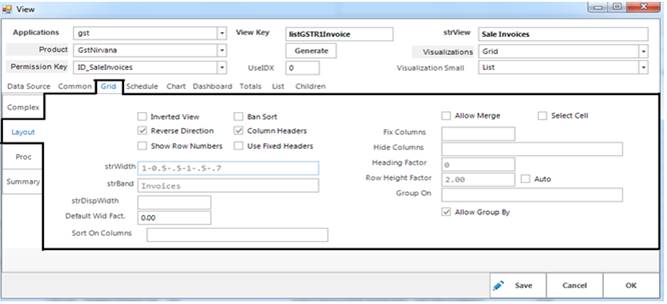 View
Applications gst View Key listGSTR1Invoice strView Sale Invoices
Product GstNirvana Generate Visualizations Grid
Permission Key ID_SaleInvoices UseIDX 0 Visualization Small List
Data Source Common Grid Schedule Chart Dashboard Totals List Children
Complex
Layout
Proc
Summary
Inverted View Ban Sort Allow Merge Select Cell
Reverse Direction Column Headers Fix Columns
Show Row Numbers Use Fixed Headers Hide Columns
strWidth 1-0.5-.5-1-.5-.7 Heading Factor 0
strBand Invoices Row Height Factor 2.00 Auto
strDispWidth Group On
Default Wid Fact. 0.00 Allow Group By
Sort On Columns
Save Cancel OK